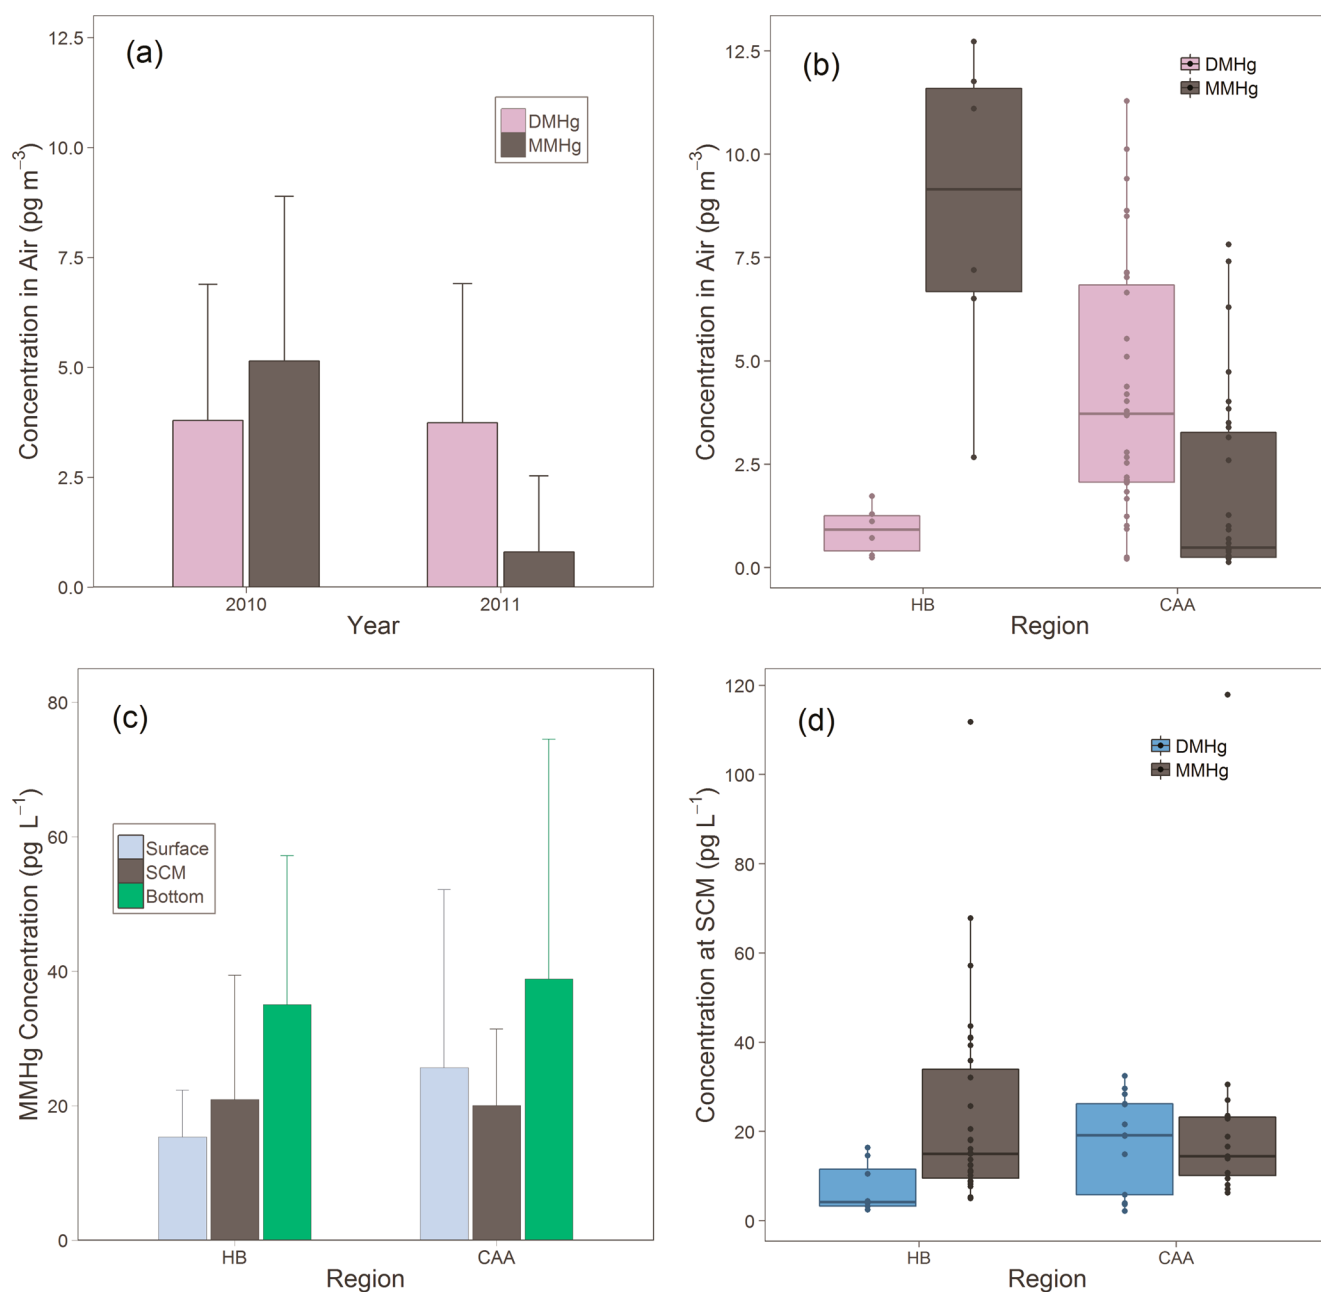 (a)
12.5
10.0
7.5
5.0
2.5
0.0
Concentration in Air (pg m⁻³)
DMHg
MMHg
2010
2011
Year
(b)
12.5
10.0
7.5
5.0
2.5
0.0
Concentration in Air (pg m⁻³)
DMHg
MMHg
HB
CAA
Region
(c)
80
60
40
20
0
MMHg Concentration (pg L⁻¹)
Surface
SCM
Bottom
HB
CAA
Region
(d)
120
100
80
60
40
20
0
Concentration at SCM (pg L⁻¹)
DMHg
MMHg
HB
CAA
Region